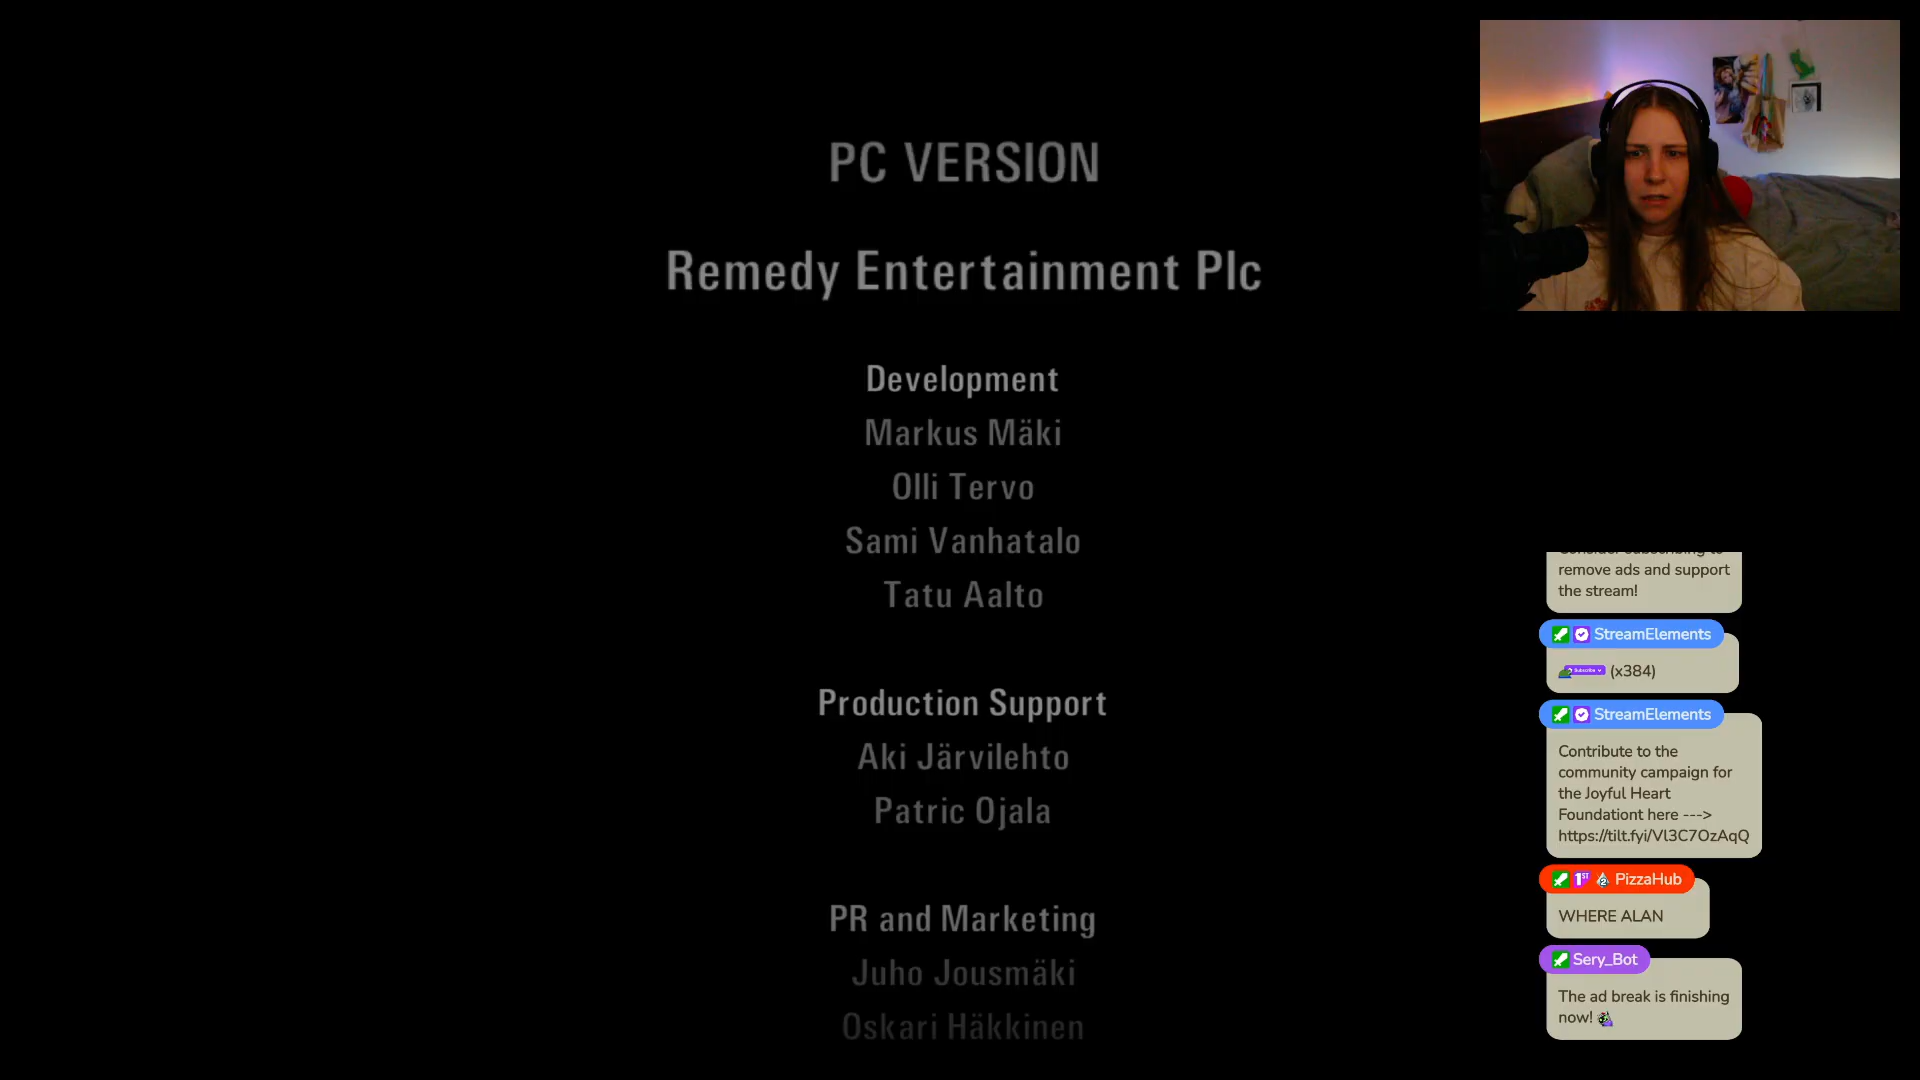 PC VERSION
Remedy Entertainment Plc
Development
Markus Mäki
Olli Tervo
Sami Vanhatalo
Tatu Aalto
Production Support
Aki Järvilehto
Patric Ojala
PR and Marketing
Juho Jousmäki
Oskari Häkkinen
remove ads and support
the stream!
StreamElements
Subscribe (x384)
StreamElements
Contribute to the
community campaign for
the Joyful Heart
Foundationt here --->
https://tilt.fyi/Vl3C7OzAqQ
1ST 2 PizzaHub
WHERE ALAN
Sery_Bot
The ad break is finishing
now!